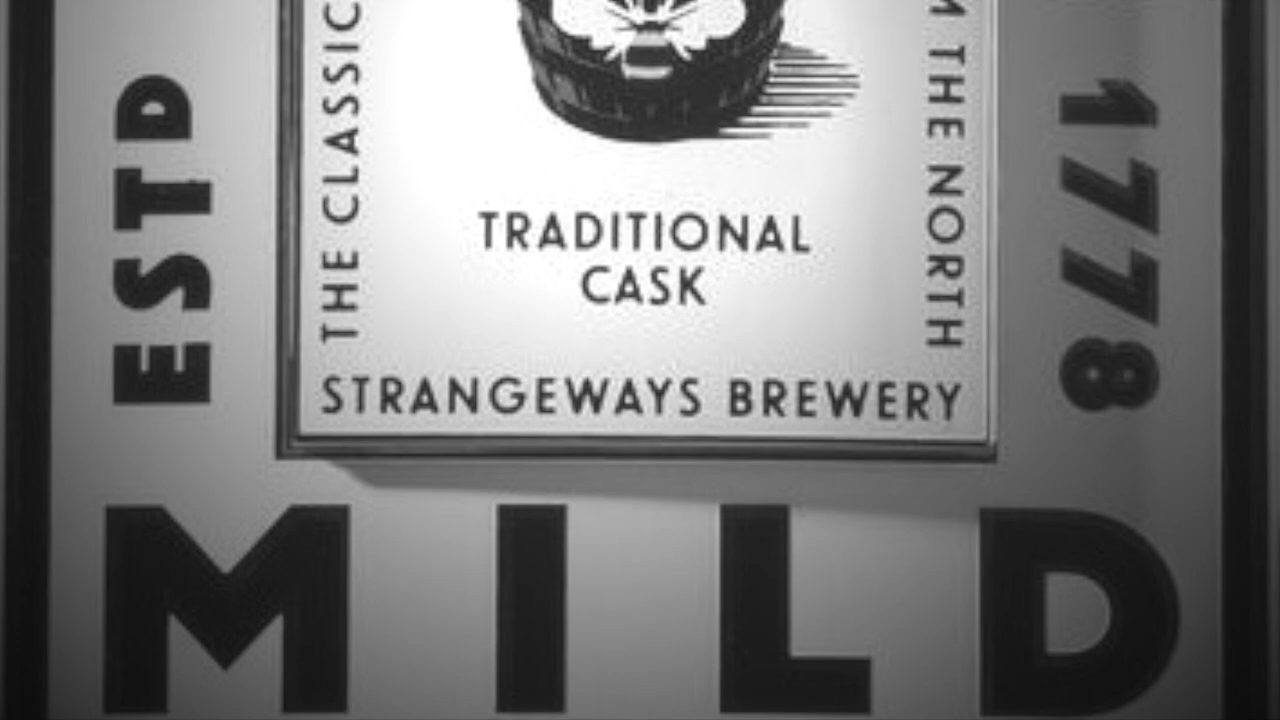 ESTD
THE CLASSIC
THE NORTH
1778
TRADITIONAL
CASK
STRANGEWAYS BREWERY
MILD